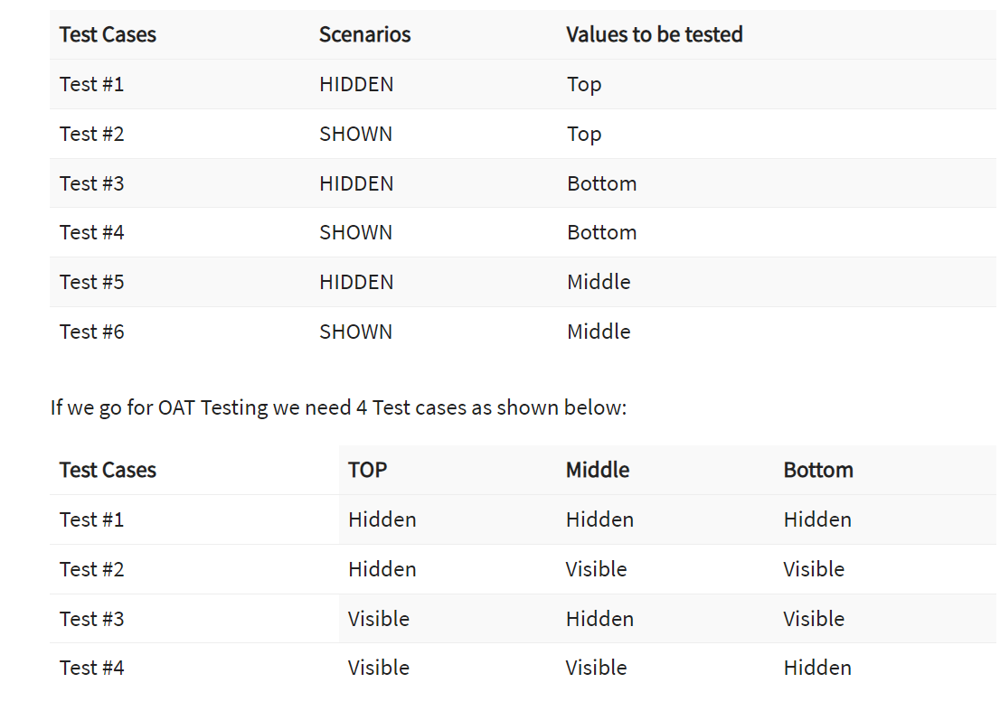 Test Cases Scenarios Values to be tested
Test #1 HIDDEN Top
Test #2 SHOWN Top
Test #3 HIDDEN Bottom
Test #4 SHOWN Bottom
Test #5 HIDDEN Middle
Test #6 SHOWN Middle
If we go for OAT Testing we need 4 Test cases as shown below:
Test Cases TOP Middle Bottom
Test #1 Hidden Hidden Hidden
Test #2 Hidden Visible Visible
Test #3 Visible Hidden Visible
Test #4 Visible Visible Hidden